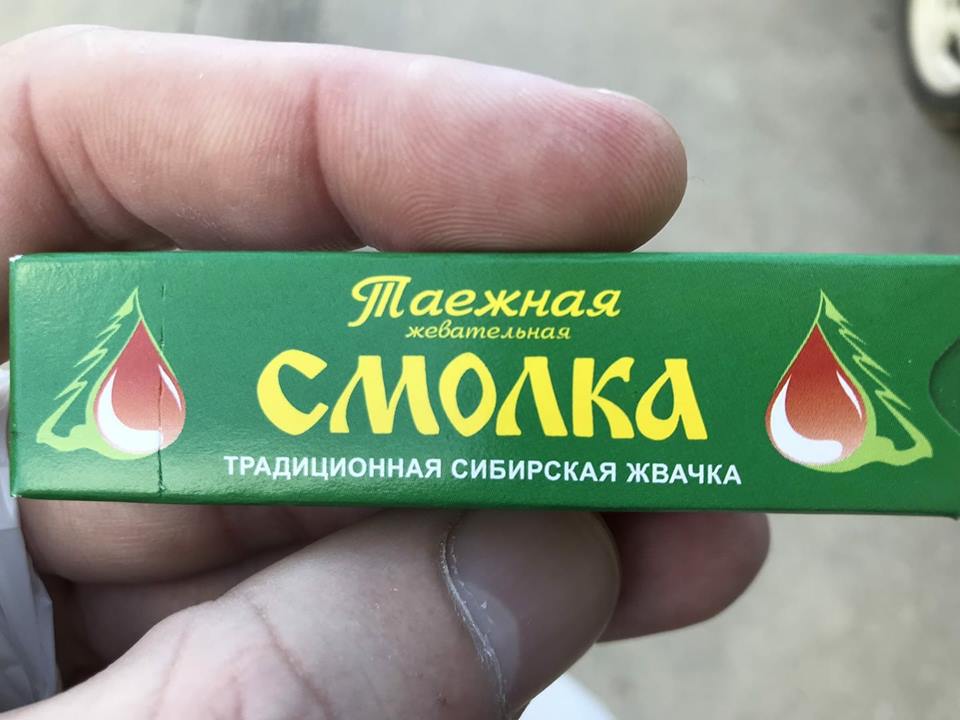 Таежная
жевательная
СМОЛКА
ТРАДИЦИОННАЯ СИБИРСКАЯ ЖВАЧКА